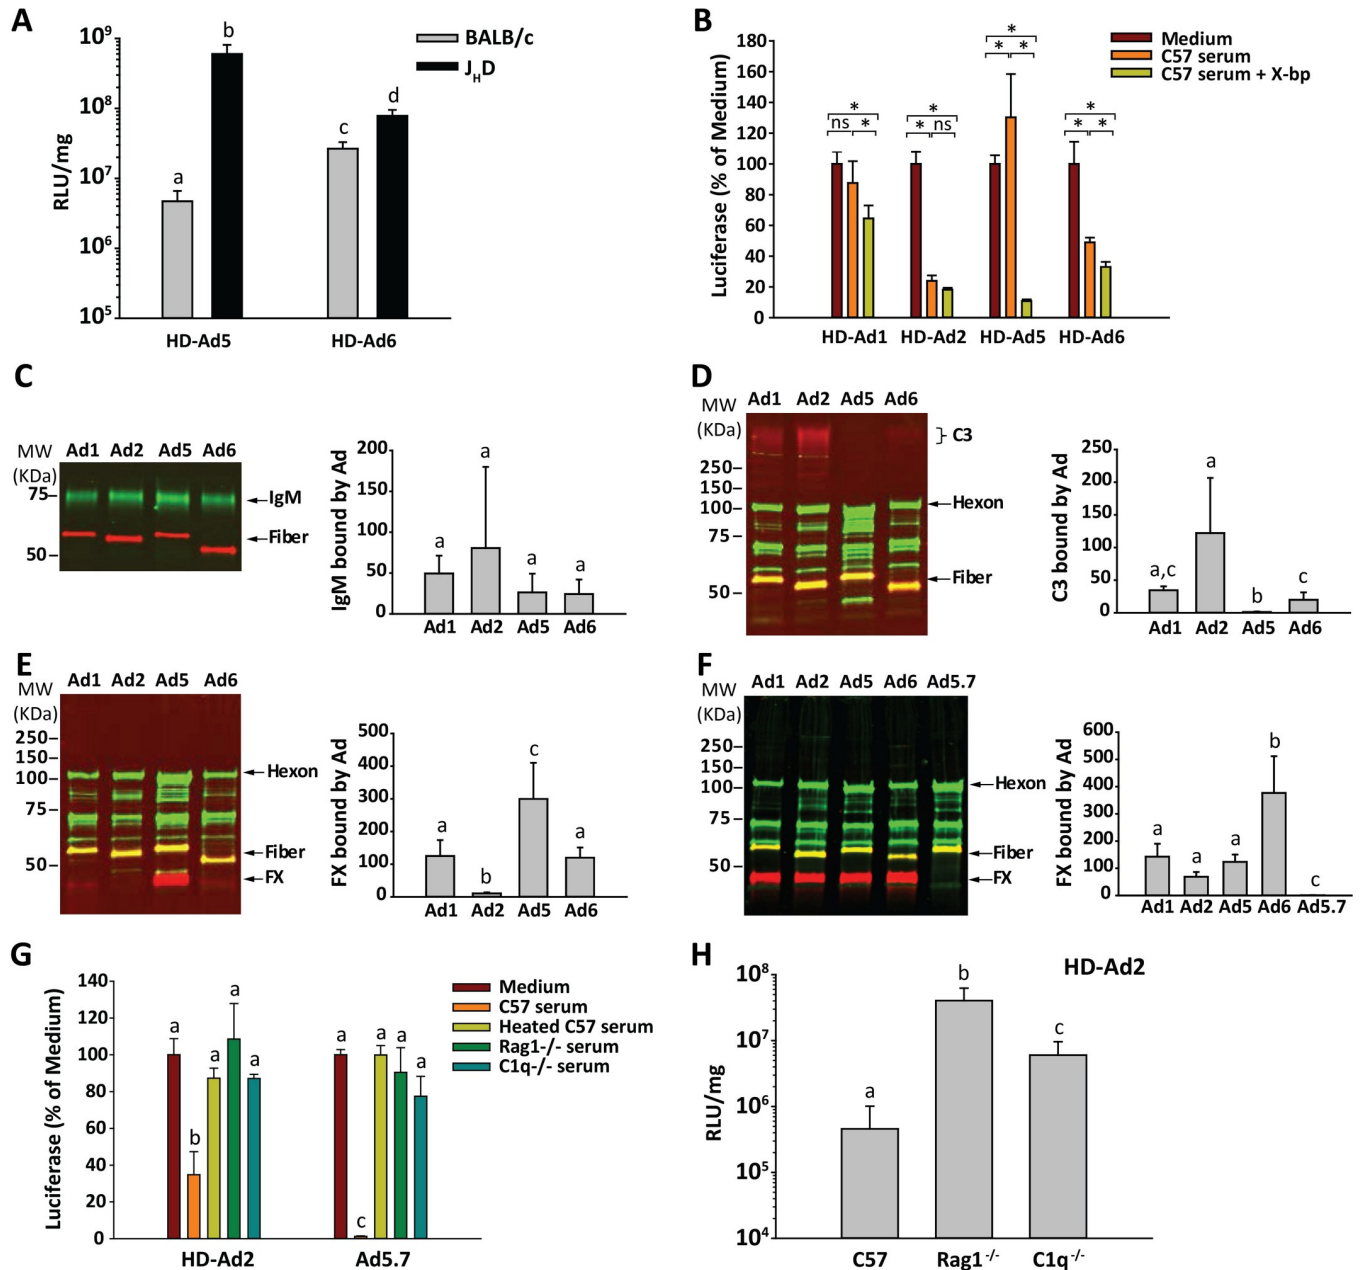 A
10⁹
10⁸
10⁷
10⁶
10⁵
RLU/mg
a
b
c
d
BALB/c
JHD
HD-Ad5
HD-Ad6
B
180
160
140
120
100
80
60
40
20
0
Luciferase (% of Medium)
Medium
C57 serum
C57 serum + X-bp
*
ns
*
*
*
ns
*
*
*
*
*
*
HD-Ad1
HD-Ad2
HD-Ad5
HD-Ad6
C
MW
(KDa)
Ad1 Ad2 Ad5 Ad6
75
50
IgM
Fiber
200
150
100
50
0
IgM bound by Ad
a
a
a
a
Ad1 Ad2 Ad5 Ad6
D
MW
(KDa)
Ad1 Ad2 Ad5 Ad6
250
150
100
75
50
C3
Hexon
Fiber
250
200
150
100
50
0
C3 bound by Ad
a,c
a
b
c
Ad1 Ad2 Ad5 Ad6
E
MW
(KDa)
Ad1 Ad2 Ad5 Ad6
250
150
100
75
50
Hexon
Fiber
FX
500
400
300
200
100
0
FX bound by Ad
a
b
c
a
Ad1 Ad2 Ad5 Ad6
F
MW
(KDa)
Ad1 Ad2 Ad5 Ad6 Ad5.7
250
150
100
75
50
Hexon
Fiber
FX
600
500
400
300
200
100
0
FX bound by Ad
a
a
a
b
c
Ad1 Ad2 Ad5 Ad6 Ad5.7
G
140
120
100
80
60
40
20
0
Luciferase (% of Medium)
a
b
a
a
a
a
c
a
a
a
Medium
C57 serum
Heated C57 serum
Rag1-/- serum
C1q-/- serum
HD-Ad2
Ad5.7
H
HD-Ad2
10⁸
10⁷
10⁶
10⁵
10⁴
RLU/mg
a
b
c
C57
Rag1-/-
C1q-/-